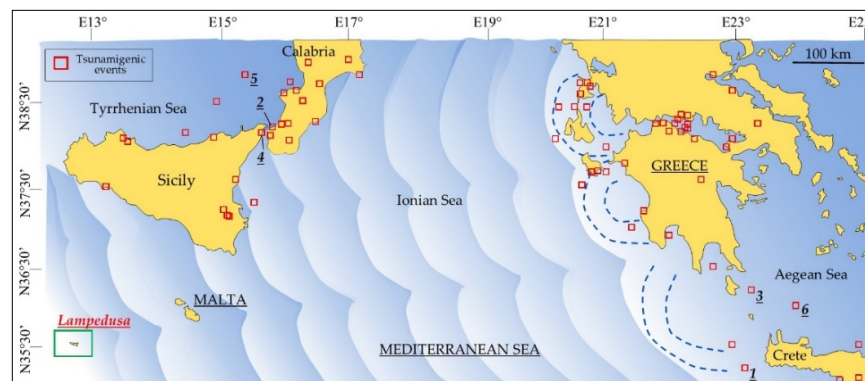 E13° E15° E17° E19° E21° E23°
Tsunamigenic
events
Calabria
100 km
5
N38°30'
Tyrrhenian Sea
2
4
GREECE
Sicily
N37°30'
Ionian Sea
N36°30'
Aegean Sea
MALTA
3
6
Lampedusa
N35°30'
MEDITERRANEAN SEA
Crete
1